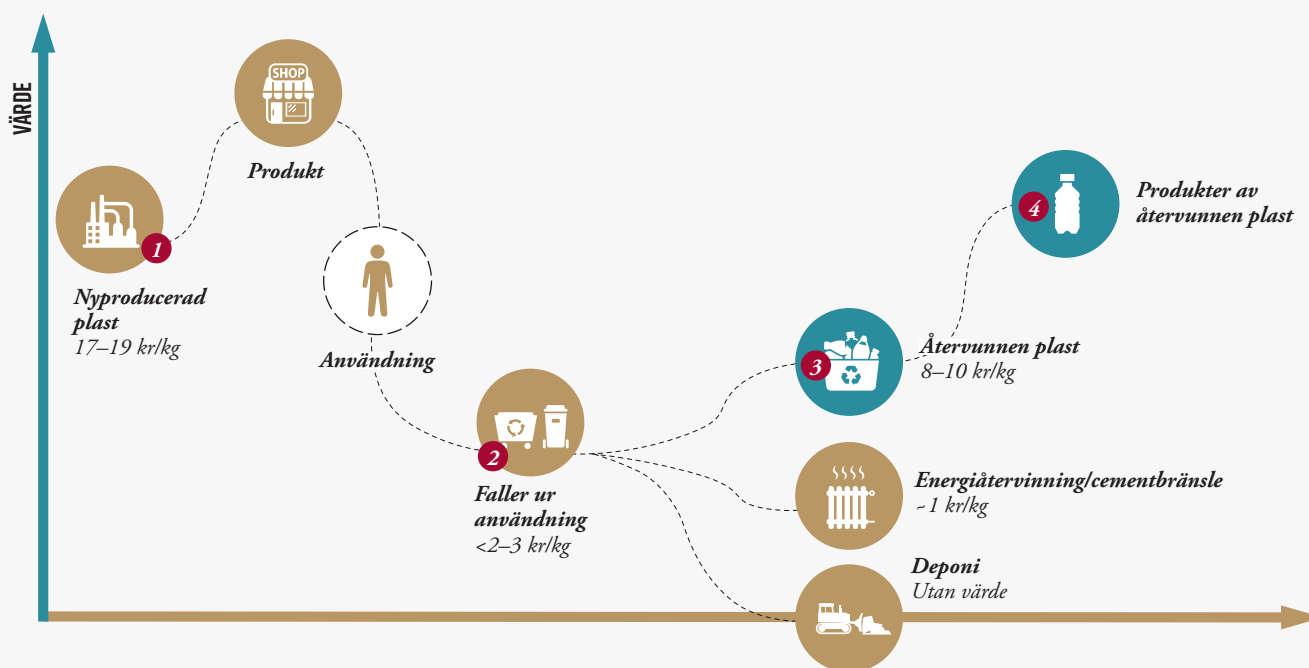 VÄRDE
SHOP
Produkt
1
Nyproducerad
plast
17–19 kr/kg
Användning
2
Faller ur
användning
<2–3 kr/kg
3
Återvunnen plast
8–10 kr/kg
4
Produkter av
återvunnen plast
Energiåtervinning/cementbränsle
~1 kr/kg
Deponi
Utan värde